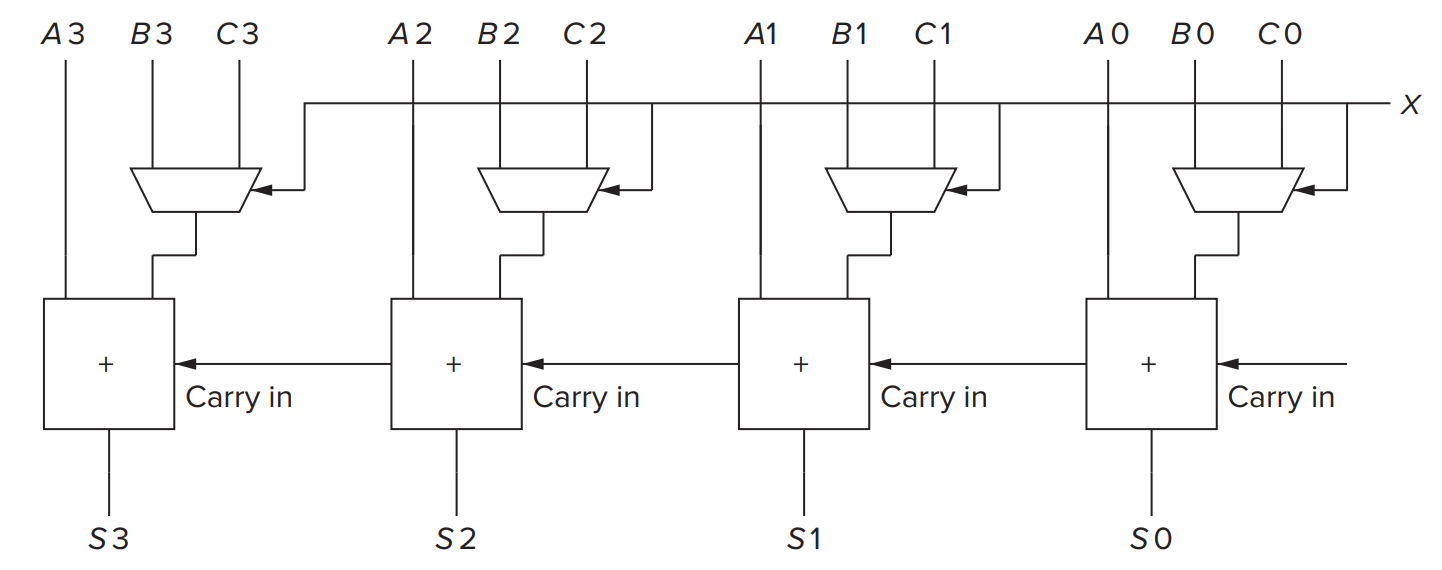 A3 B3 C3 A2 B2 C2 A1 B1 C1 A0 B0 C0
X
+ + + +
Carry in Carry in Carry in Carry in
S3 S2 S1 S0